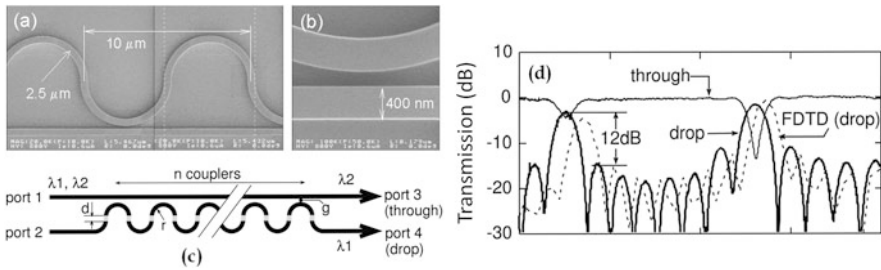 (a)
10 μm
2.5 μm
(b)
400 nm
λ1, λ2
n couplers
λ2
port 1
port 3
(through)
d
g
port 2
r
port 4
(drop)
(c)
λ1
Transmission (dB)
10
0
-10
-20
-30
(d)
through
drop
12dB
FDTD (drop)